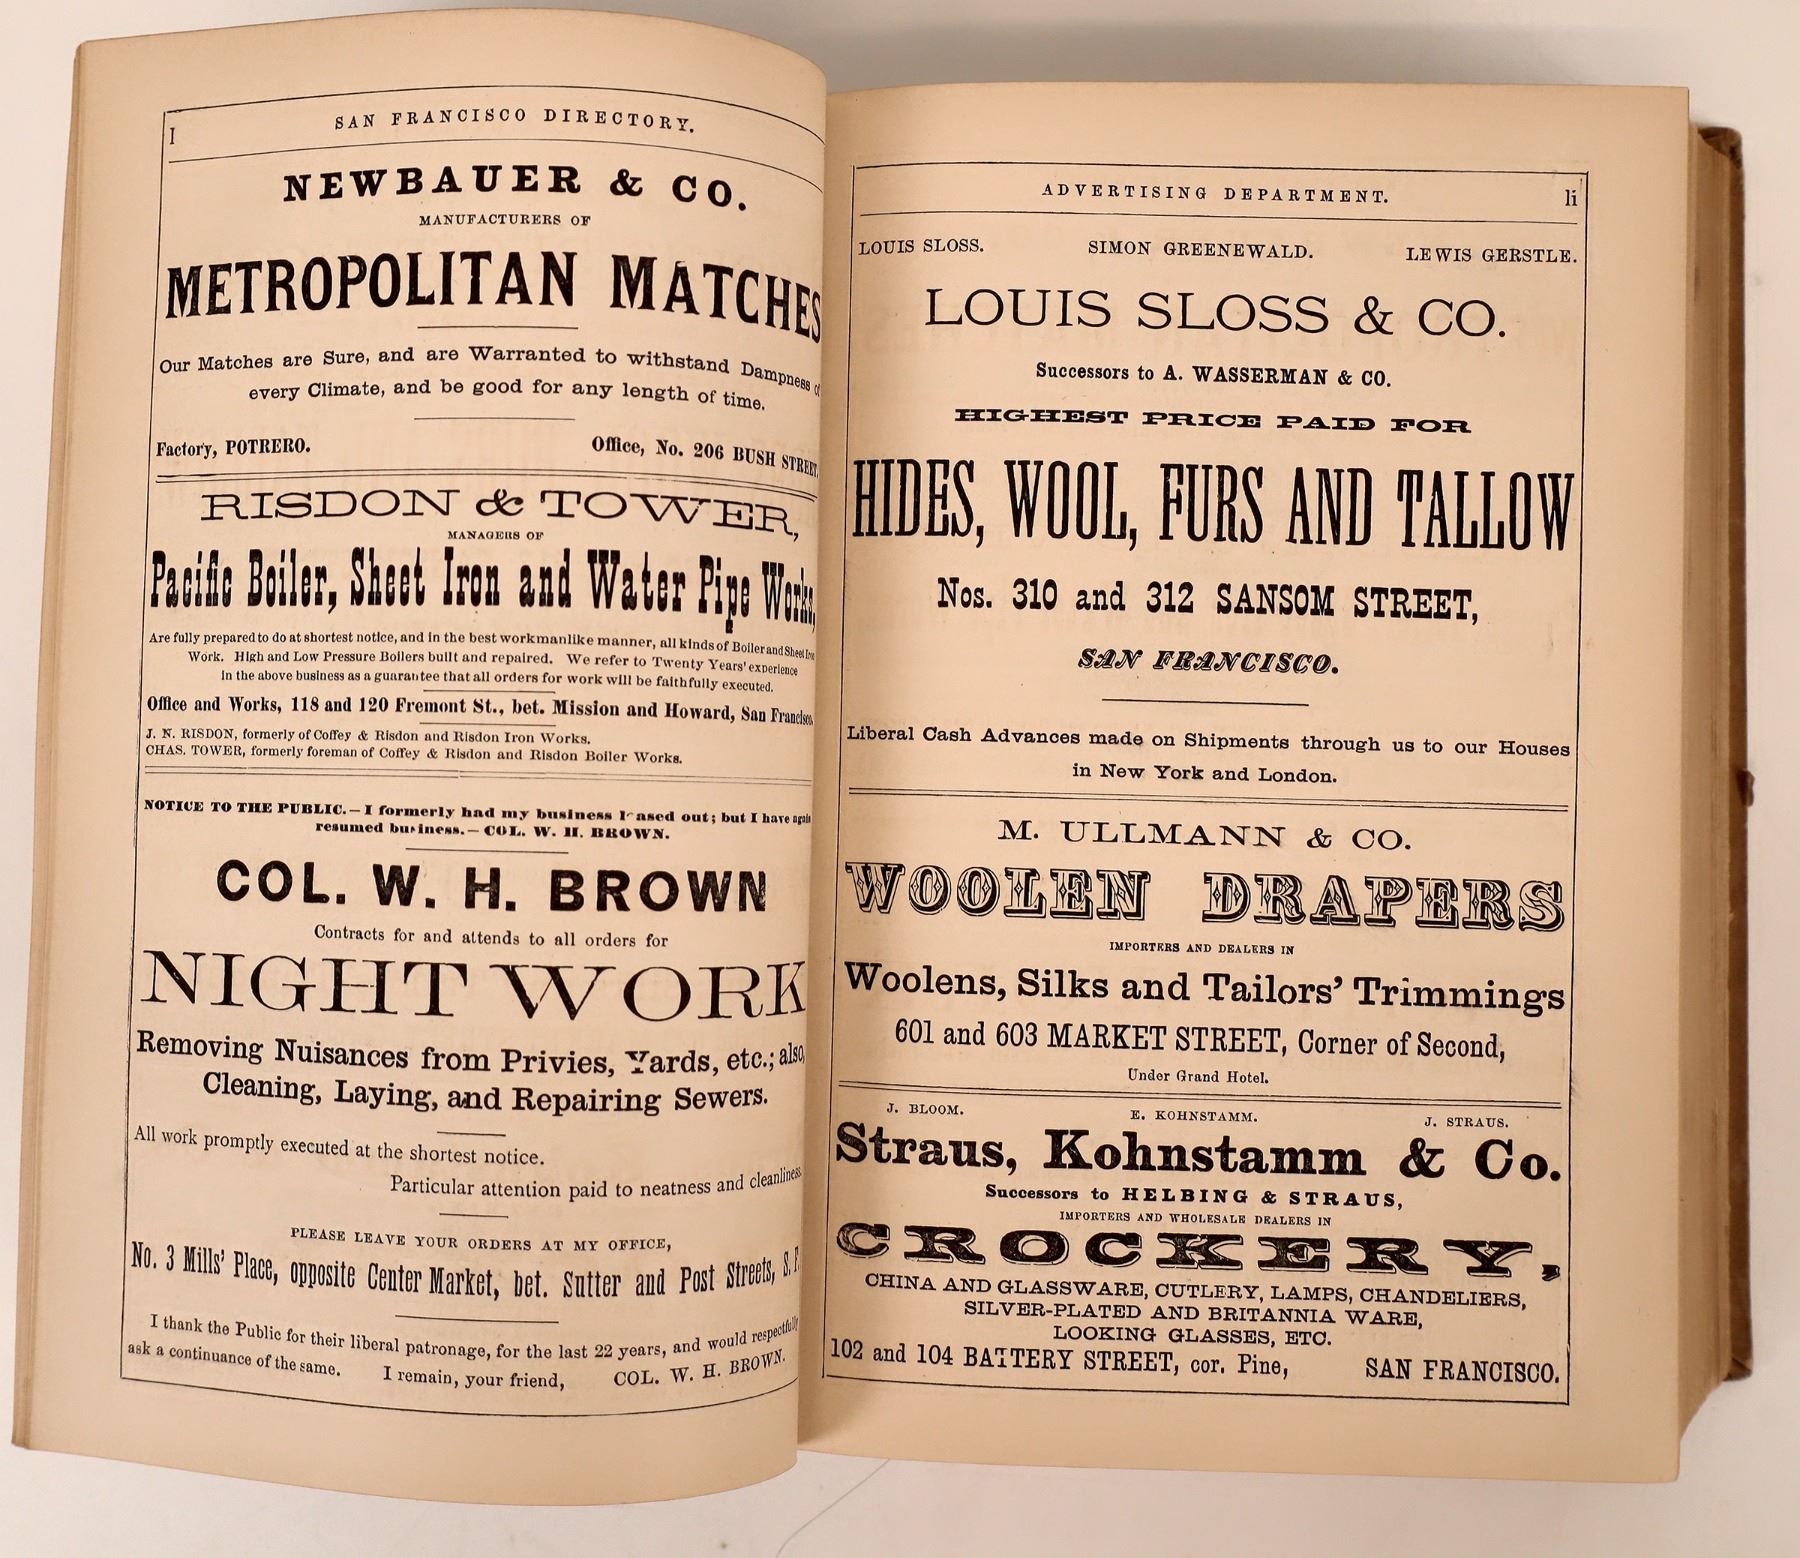 l
SAN FRANCISCO DIRECTORY.
NEWBAUER & CO.
MANUFACTURERS OF
METROPOLITAN MATCHES
Our Matches are Sure, and are Warranted to withstand Dampness of
every Climate, and be good for any length of time.
Factory, POTRERO. Office, No. 206 BUSH STREET.
RISDON & TOWER,
MANAGERS OF
Pacific Boiler, Sheet Iron and Water Pipe Works,
Are fully prepared to do at shortest notice, and in the best workmanlike manner, all kinds of Boiler and Sheet Iron
Work. High and Low Pressure Boilers built and repaired. We refer to Twenty Years' experience
in the above business as a guarantee that all orders for work will be faithfully executed.
Office and Works, 118 and 120 Fremont St., bet. Mission and Howard, San Francisco.
J. N. RISDON, formerly of Coffey & Risdon and Risdon Iron Works.
CHAS. TOWER, formerly foreman of Coffey & Risdon and Risdon Boiler Works.
NOTICE TO THE PUBLIC.—I formerly had my business leased out; but I have again
resumed business.—COL. W. H. BROWN.
COL. W. H. BROWN
Contracts for and attends to all orders for
NIGHT WORK
Removing Nuisances from Privies, Yards, etc.; also,
Cleaning, Laying, and Repairing Sewers.
All work promptly executed at the shortest notice.
Particular attention paid to neatness and cleanliness.
PLEASE LEAVE YOUR ORDERS AT MY OFFICE,
No. 3 Mills' Place, opposite Center Market, bet. Sutter and Post Streets, S. F.
I thank the Public for their liberal patronage, for the last 22 years, and would respectfully
ask a continuance of the same. I remain, your friend, COL. W. H. BROWN.
ADVERTISING DEPARTMENT. li
LOUIS SLOSS. SIMON GREENEWALD. LEWIS GERSTLE.
LOUIS SLOSS & CO.
Successors to A. WASSERMAN & CO.
HIGHEST PRICE PAID FOR
HIDES, WOOL, FURS AND TALLOW
Nos. 310 and 312 SANSOM STREET,
SAN FRANCISCO.
Liberal Cash Advances made on Shipments through us to our Houses
in New York and London.
M. ULLMANN & CO.
WOOLEN DRAPERS
IMPORTERS AND DEALERS IN
Woolens, Silks and Tailors' Trimmings
601 and 603 MARKET STREET, Corner of Second,
Under Grand Hotel.
J. BLOOM. E. KOHNSTAMM. J. STRAUS.
Straus, Kohnstamm & Co.
Successors to HELBING & STRAUS,
IMPORTERS AND WHOLESALE DEALERS IN
CROCKERY,
CHINA AND GLASSWARE, CUTLERY, LAMPS, CHANDELIERS,
SILVER-PLATED AND BRITANNIA WARE,
LOOKING GLASSES, ETC.
102 and 104 BATTERY STREET, cor. Pine, SAN FRANCISCO.